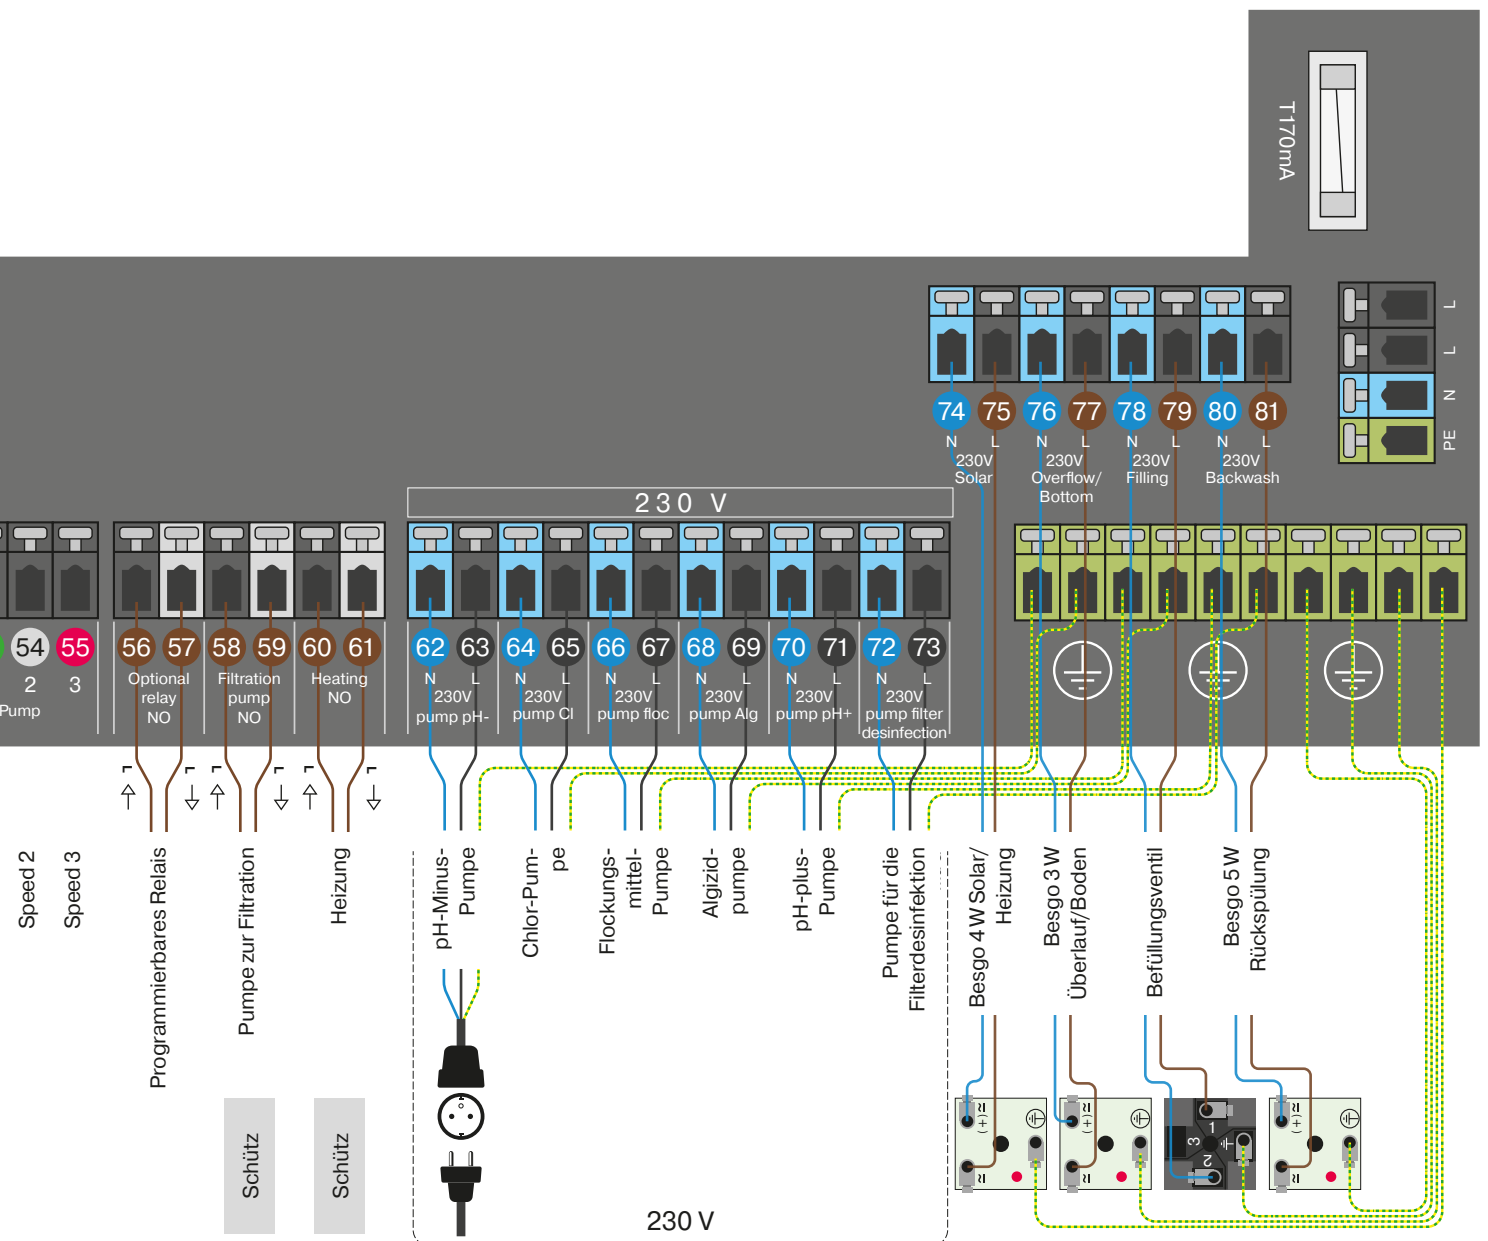 T170mA
L
L
N
PE
74 75 76 77 78 79 80 81
N L N L N L N L
230V
Solar
230V
Overflow/
Bottom
230V
Filling
230V
Backwash
230 V
54 55 56 57 58 59 60 61 62 63 64 65 66 67 68 69 70 71 72 73
2 3
Pump
Optional
relay
NO
Filtration
pump
NO
Heating
NO
N L
230V
pump pH-
N L
230V
pump Cl
N L
230V
pump floc
N L
230V
pump Alg
N L
230V
pump pH+
N L
230V
pump filter
desinfection
L L L L L L
Speed 2
Speed 3
Programmierbares Relais
Pumpe zur Filtration
Heizung
pH-Minus-
Pumpe
Chlor-Pum-
pe
Flockungs-
mittel-
Pumpe
Algizid-
pumpe
pH-plus-
Pumpe
Pumpe für die
Filterdesinfektion
Besgo 4 W Solar/
Heizung
Besgo 3 W
Überlauf/Boden
Befüllungsventil
Besgo 5 W
Rückspülung
Schütz
Schütz
230 V
(+)
(+)
1
3
2
(+)